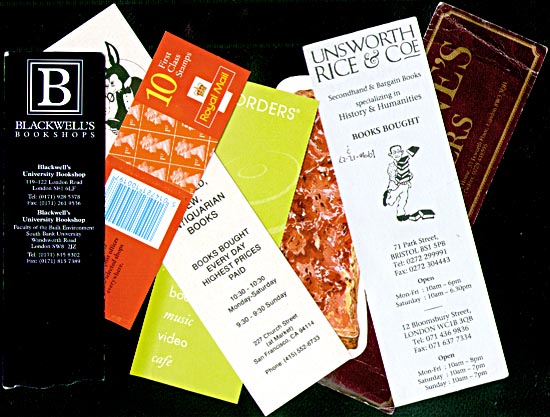 B
BLACKWELL'S
BOOKSHOPS
Blackwell's
University Bookshop
119-122 London Road
London SE1 6LF
Tel: (0171) 928 5378
Fax: (0171) 261 9536
Blackwell's
University Bookshop
Faculty of the Built Environment
South Bank University
Wandsworth Road
London SW8 2JZ
Tel: (0171) 815 8302
Fax: (0171) 815 7389
10 First
Class
Stamps
Royal Mail
ORDERS®
books
music
video
cafe
BOOKS
BOOKS BOUGHT
EVERY DAY
HIGHEST PRICES
PAID
10:30 - 10:30
Monday-Saturday
9:30 - 9:30 Sunday
227 Church Street
(at Market)
San Francisco, CA 94114
Phone (415) 552-8733
UNSWORTH
RICE & COE
Secondhand & Bargain Books
specializing in
History & Humanities
BOOKS BOUGHT
71 Park Street,
BRISTOL BS1 5PB
Tel: 0272 299991
Fax: 0272 304443
Open
Mon-Fri : 10am - 6pm
Saturday : 10am - 6.30pm
12 Bloomsbury Street,
LONDON WC1B 3QB
Tel: 071 436 9836
Fax: 071 637 7334
Open
Mon-Fri : 10am - 8pm
Saturday : 10am - 7pm
Sunday : 10am - 7pm